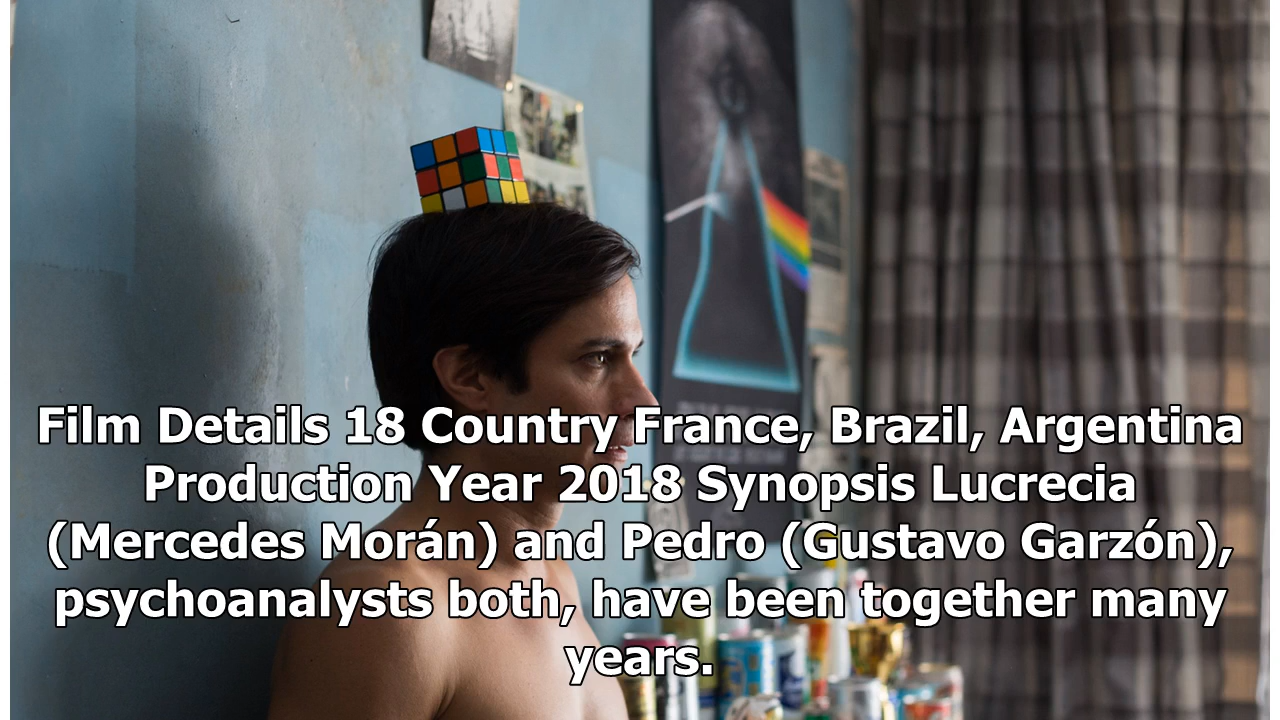 Film Details 18 Country France, Brazil, Argentina
Production Year 2018 Synopsis Lucrecia
(Mercedes Morán) and Pedro (Gustavo Garzón),
psychoanalysts both, have been together many
years.